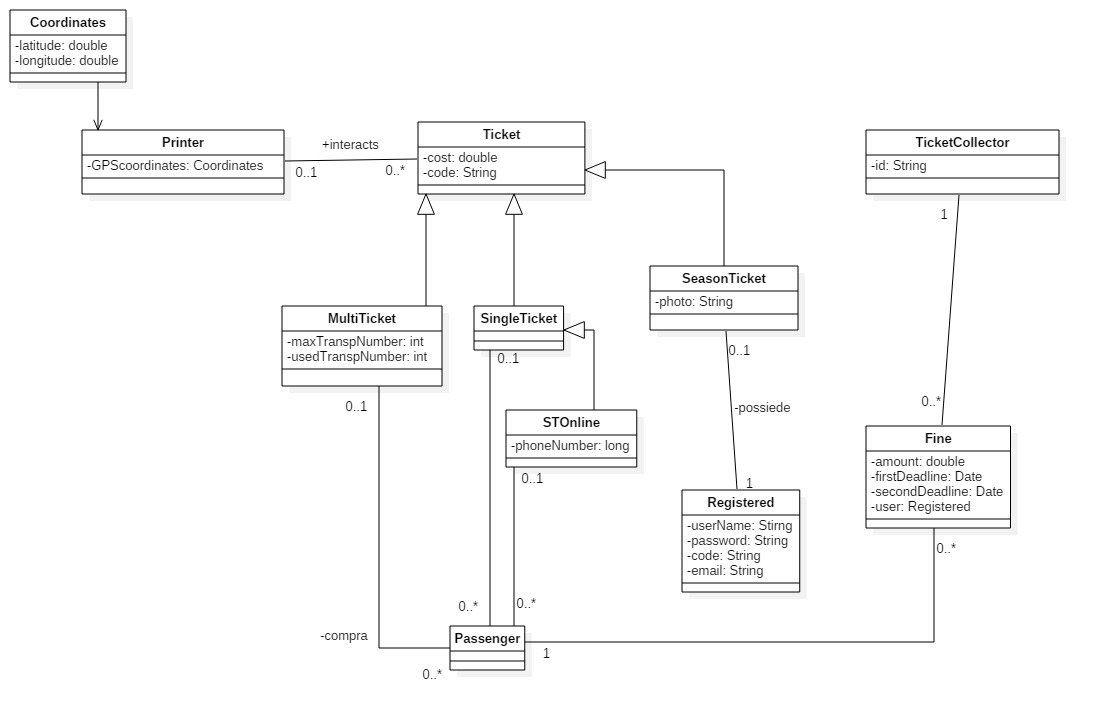 Coordinates
-latitude: double
-longitude: double
Printer
-GPScoordinates: Coordinates
+interacts
0..1
0..*
Ticket
-cost: double
-code: String
TicketCollector
-id: String
1
SeasonTicket
-photo: String
0..1
MultiTicket
-maxTranspNumber: int
-usedTranspNumber: int
0..1
SingleTicket
0..1
STOnline
-phoneNumber: long
0..1
-possiede
1
0..*
Fine
-amount: double
-firstDeadline: Date
-secondDeadline: Date
-user: Registered
0..*
Registered
-userName: Stirng
-password: String
-code: String
-email: String
0..*
0..*
-compra
Passenger
1
0..*